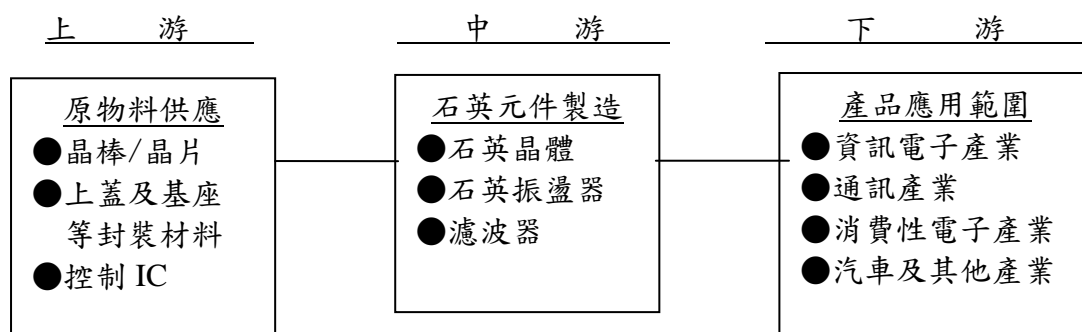 上 游
原物料供應
●晶棒/晶片
●上蓋及基座
等封裝材料
●控制 IC
中 游
石英元件製造
●石英晶體
●石英振盪器
●濾波器
下 游
產品應用範圍
●資訊電子產業
●通訊產業
●消費性電子產業
●汽車及其他產業